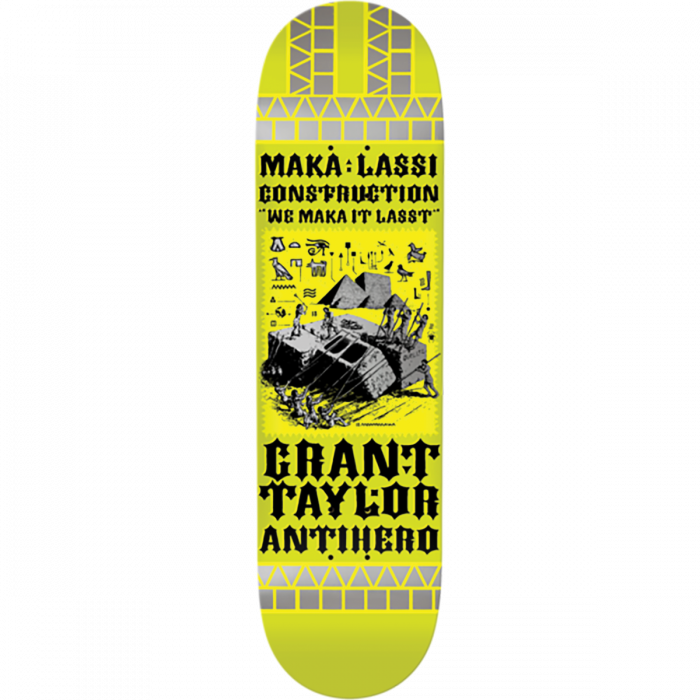 MAKA:LASSI
CONSTRUCTION
"WE MAKA IT LASST"
GRANT
TAYLOR
ANTIHERO